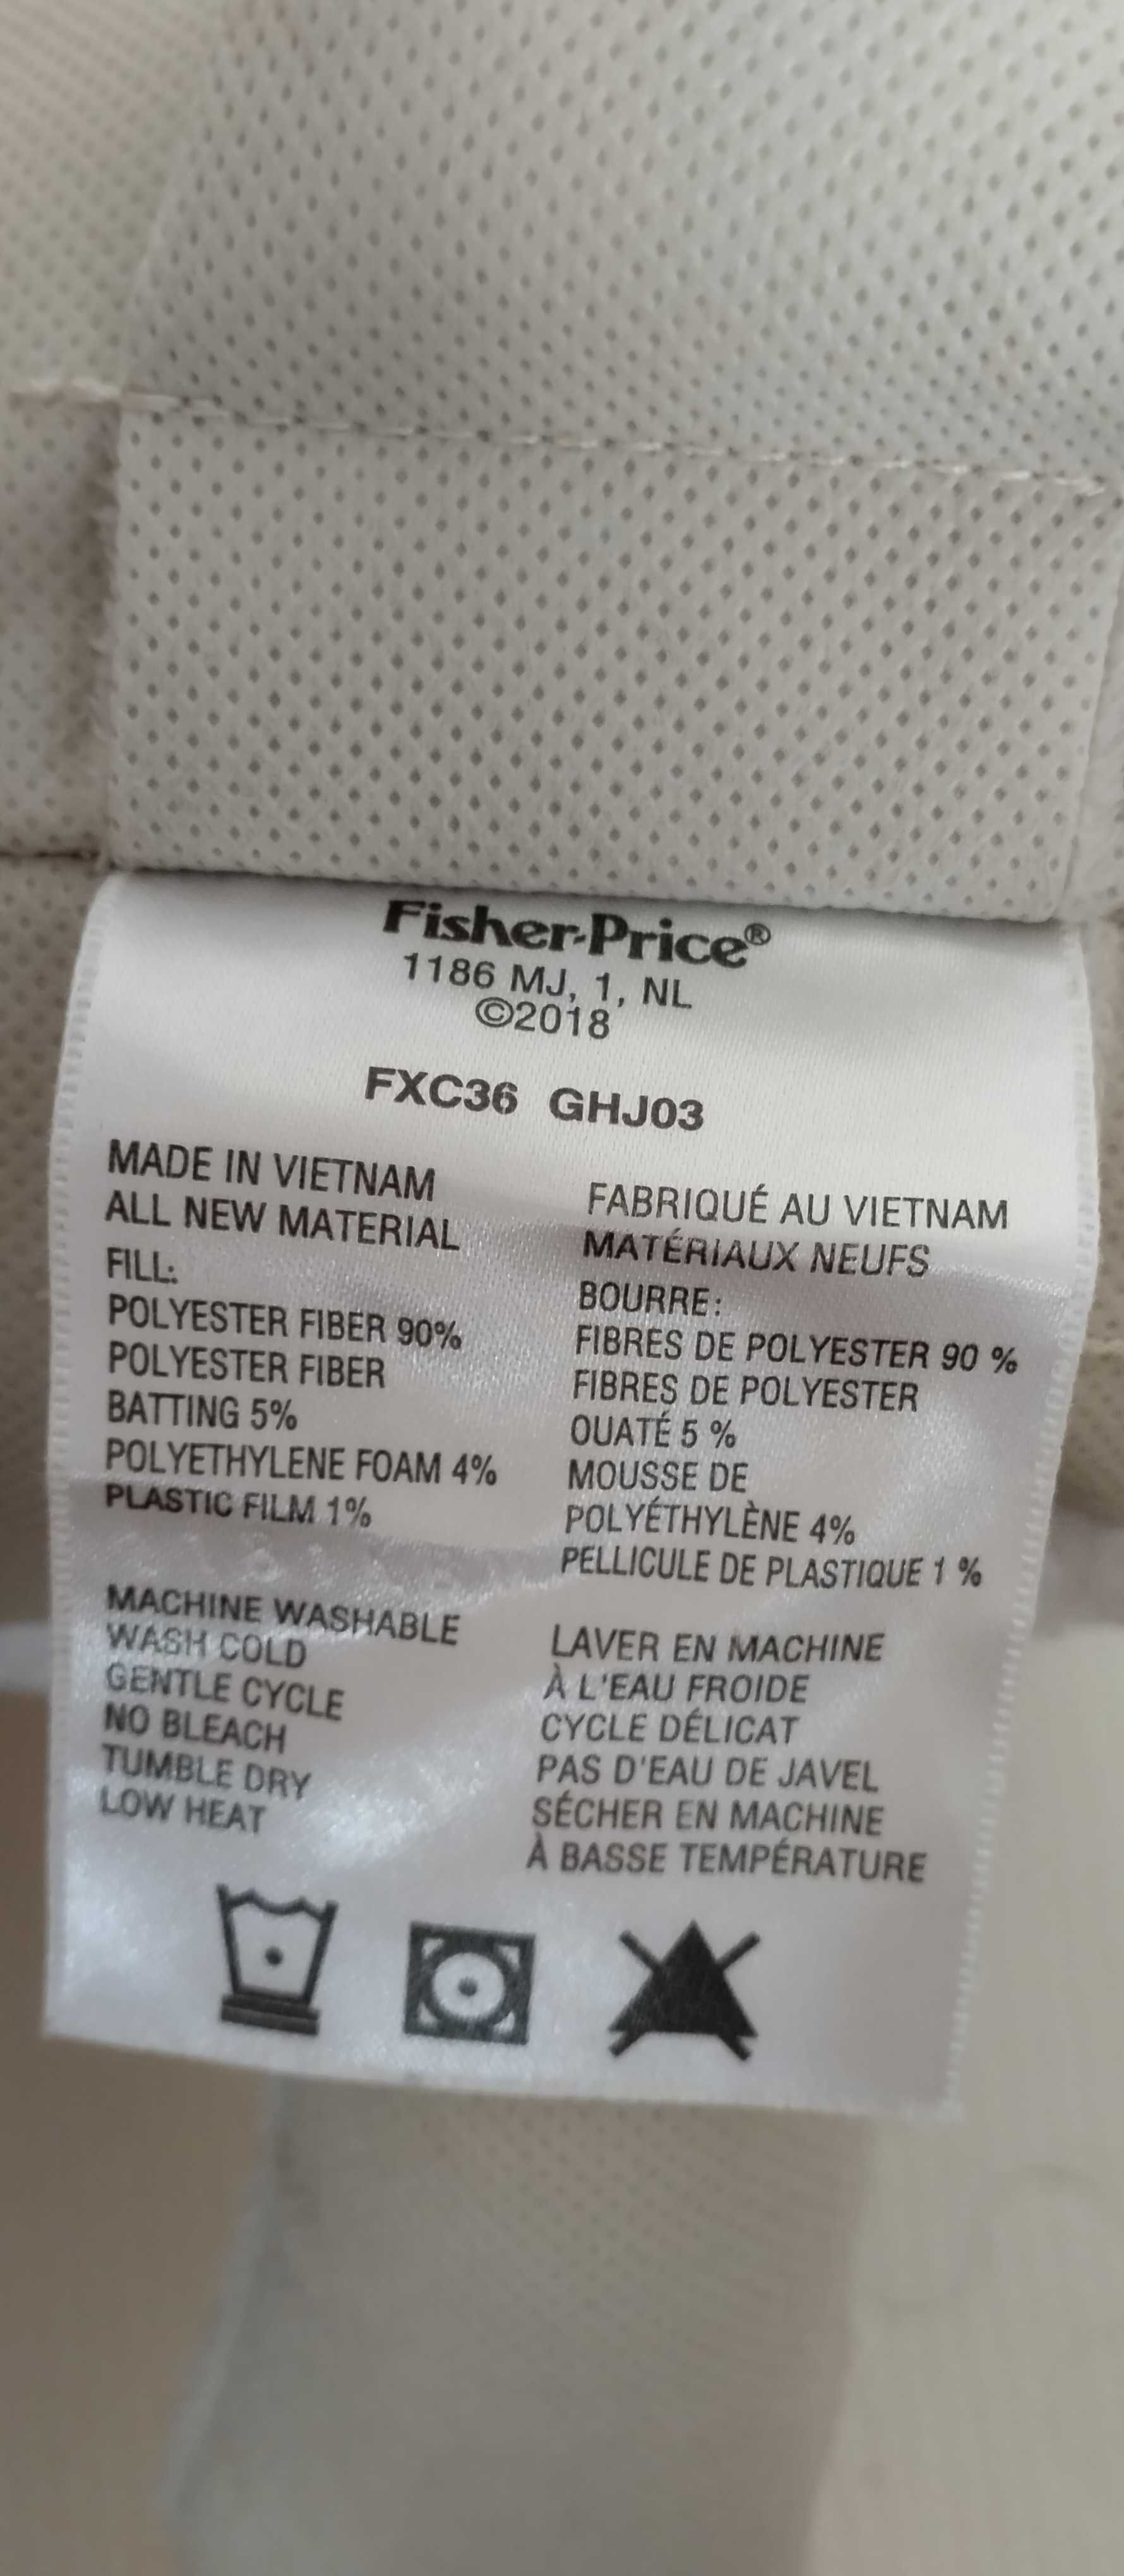 Fisher-Price®
1186 MJ, 1, NL
©2018
FXC36 GHJ03
MADE IN VIETNAM
ALL NEW MATERIAL
FILL:
POLYESTER FIBER 90%
POLYESTER FIBER
BATTING 5%
POLYETHYLENE FOAM 4%
PLASTIC FILM 1%
MACHINE WASHABLE
WASH COLD
GENTLE CYCLE
NO BLEACH
TUMBLE DRY
LOW HEAT
FABRIQUÉ AU VIETNAM
MATÉRIAUX NEUFS
BOURRE:
FIBRES DE POLYESTER 90 %
FIBRES DE POLYESTER
OUATÉ 5 %
MOUSSE DE
POLYÉTHYLÈNE 4%
PELLICULE DE PLASTIQUE 1 %
LAVER EN MACHINE
À L'EAU FROIDE
CYCLE DÉLICAT
PAS D'EAU DE JAVEL
SÉCHER EN MACHINE
À BASSE TEMPÉRATURE